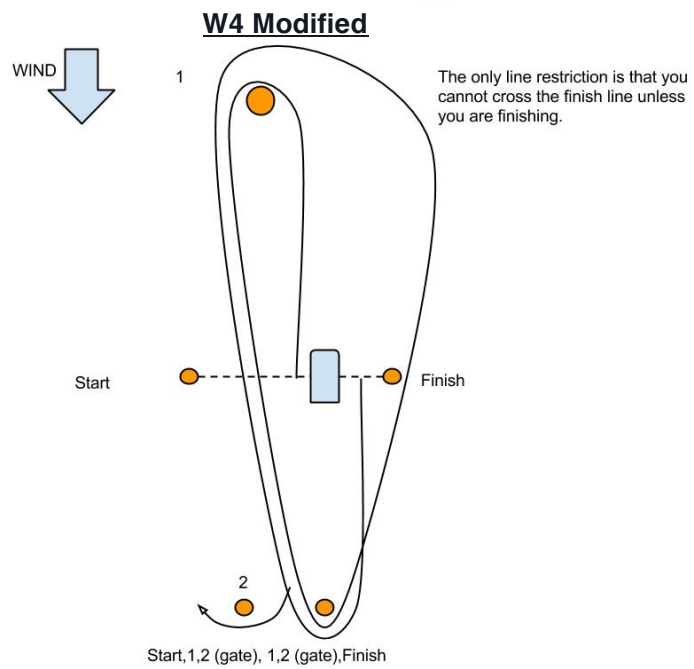 W4 Modified
WIND
1
The only line restriction is that you
cannot cross the finish line unless
you are finishing.
Start
Finish
2
Start,1,2 (gate), 1,2 (gate),Finish